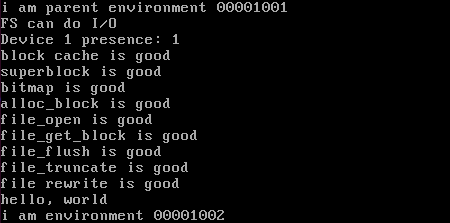 i am parent environment 00001001
FS can do I/O
Device 1 presence: 1
block cache is good
superblock is good
bitmap is good
alloc_block is good
file_open is good
file_get_block is good
file_flush is good
file_truncate is good
file rewrite is good
hello, world
i am environment 00001002